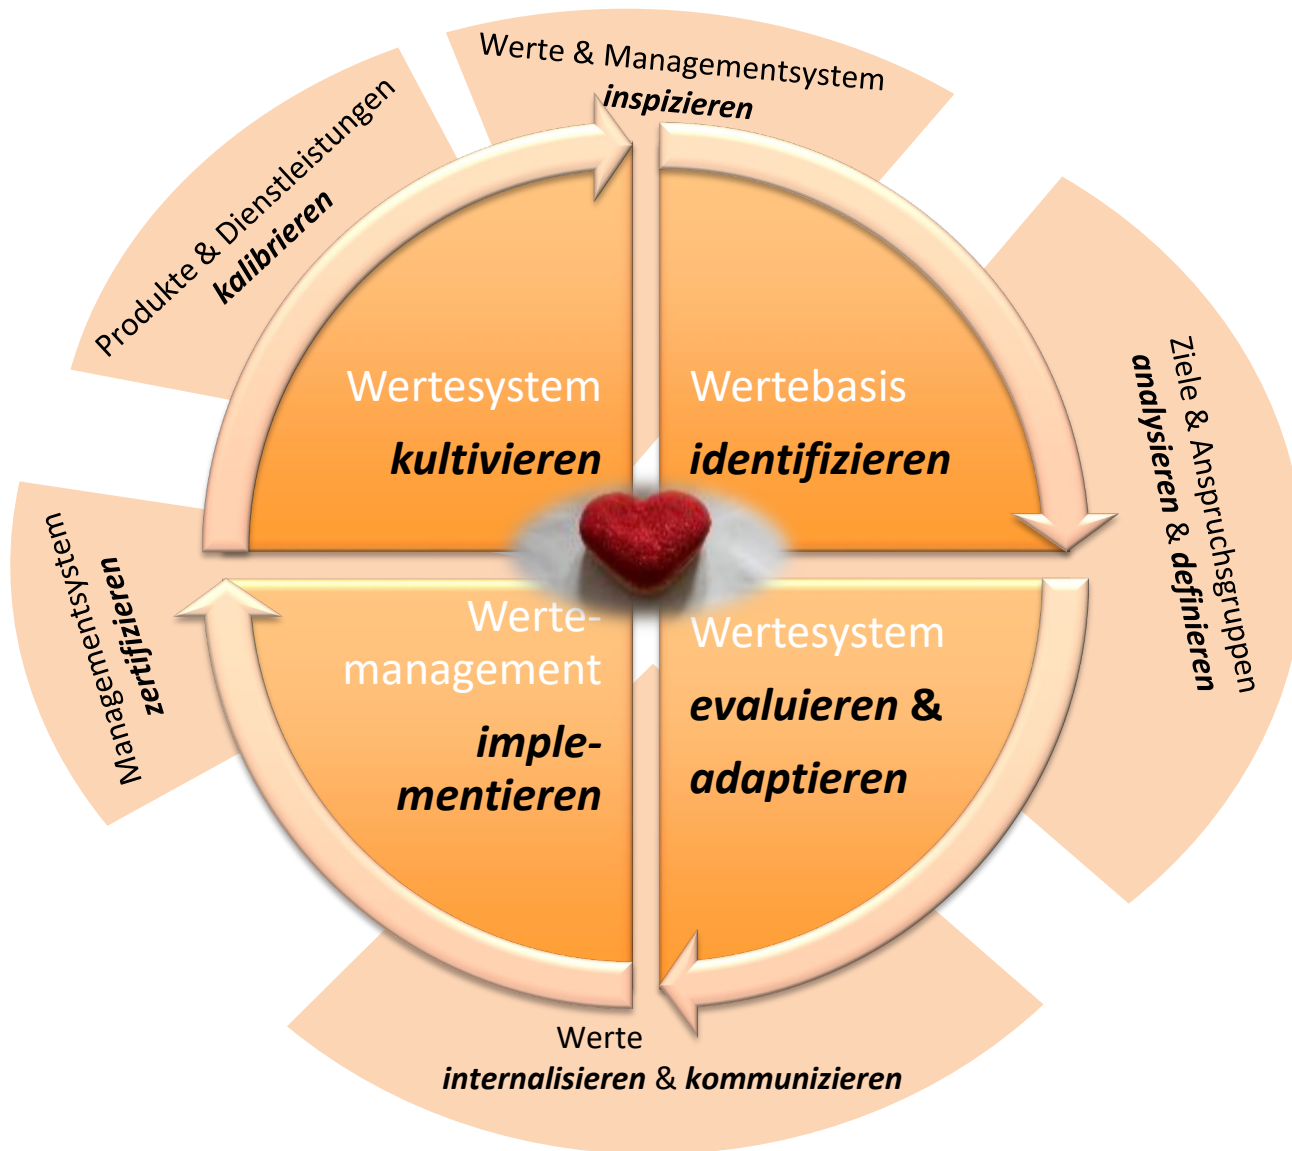 Werte & Managementsystem
inspizieren
Produkte & Dienstleistungen
kalibrieren
Wertesystem
kultivieren
Wertebasis
identifizieren
Ziele & Anspruchsgruppen
analysieren & definieren
Managementsystem
zertifizieren
Werte-
management
imple-
mentieren
Wertesystem
evaluieren &
adaptieren
Werte
internalisieren & kommunizieren